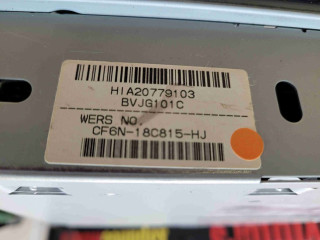 HIA20779103
BVJG101C
WERS NO.
CF6N-18C815-HJ